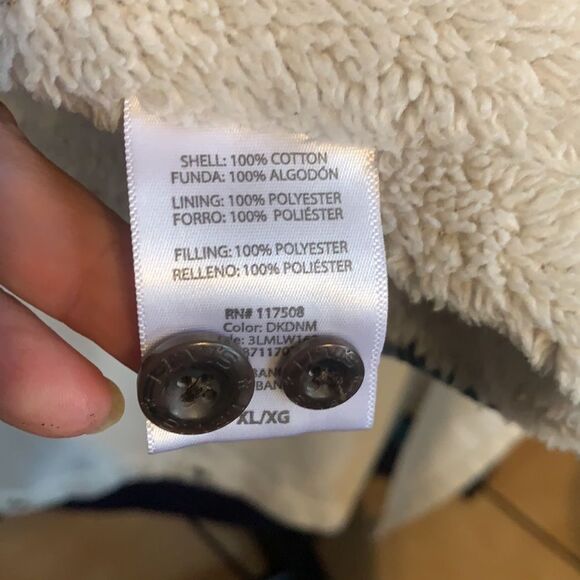 SHELL: 100% COTTON
FUNDA: 100% ALGODÓN
LINING: 100% POLYESTER
FORRO: 100% POLIÉSTER
FILLING: 100% POLYESTER
RELLENO: 100% POLIÉSTER
RN# 117508
Color: DKDNM
XL/XG